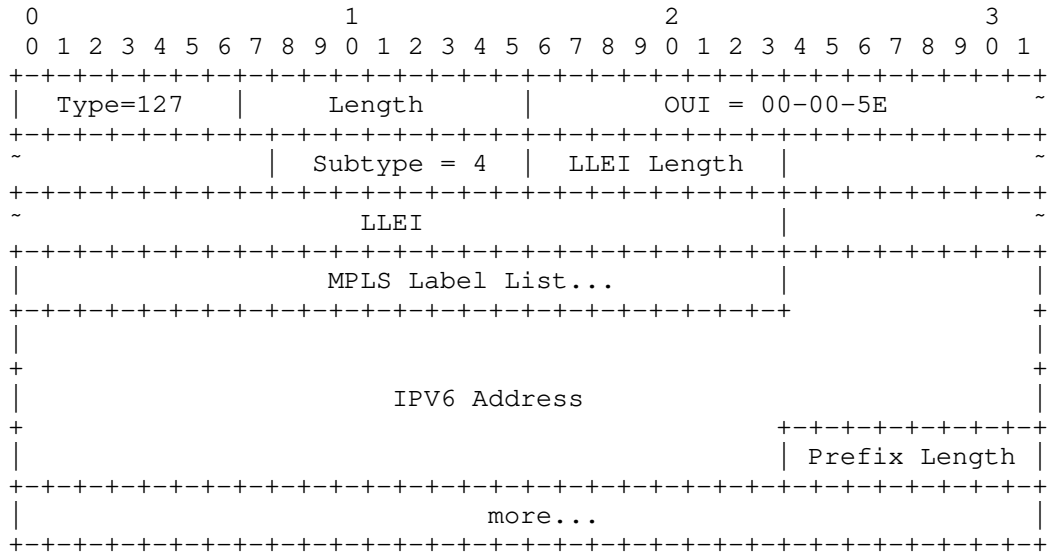 0                   1                   2                   3
 0 1 2 3 4 5 6 7 8 9 0 1 2 3 4 5 6 7 8 9 0 1 2 3 4 5 6 7 8 9 0 1
+-+-+-+-+-+-+-+-+-+-+-+-+-+-+-+-+-+-+-+-+-+-+-+-+-+-+-+-+-+-+-+-+
|  Type=127   |     Length      |        OUI = 00-00-5E         ~
+-+-+-+-+-+-+-+-+-+-+-+-+-+-+-+-+-+-+-+-+-+-+-+-+-+-+-+-+-+-+-+-+
~               |  Subtype = 4  |  LLEI Length  |               ~
+-+-+-+-+-+-+-+-+-+-+-+-+-+-+-+-+-+-+-+-+-+-+-+-+-+-+-+-+-+-+-+-+
~                     LLEI                      |               ~
+-+-+-+-+-+-+-+-+-+-+-+-+-+-+-+-+-+-+-+-+-+-+-+-+-+-+-+-+-+-+-+-+
|                   MPLS Label List...          |               |
+-+-+-+-+-+-+-+-+-+-+-+-+-+-+-+-+-+-+-+-+-+-+-+-+               +
|                                                               |
+                                                               +
|                       IPV6 Address                            |
+                                               +-+-+-+-+-+-+-+-+
|                                               | Prefix Length |
+-+-+-+-+-+-+-+-+-+-+-+-+-+-+-+-+-+-+-+-+-+-+-+-+-+-+-+-+-+-+-+-+
|                             more...                           |
+-+-+-+-+-+-+-+-+-+-+-+-+-+-+-+-+-+-+-+-+-+-+-+-+-+-+-+-+-+-+-+-+